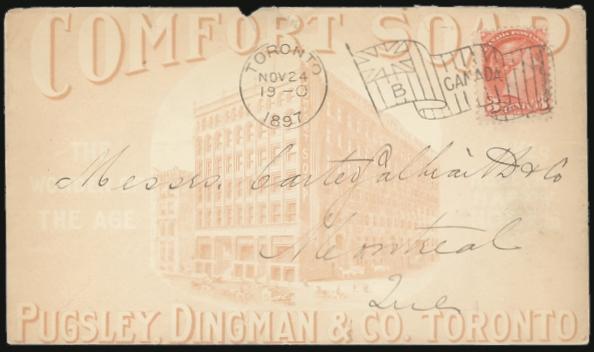 COMFORT SOAP
TORONTO
NOV 24
19-0
1897
B
CANADA
THE
THE AGE
Messrs. Carter Galbraith & Co
Montreal
Que
PUGSLEY, DINGMAN & CO. TORONTO.